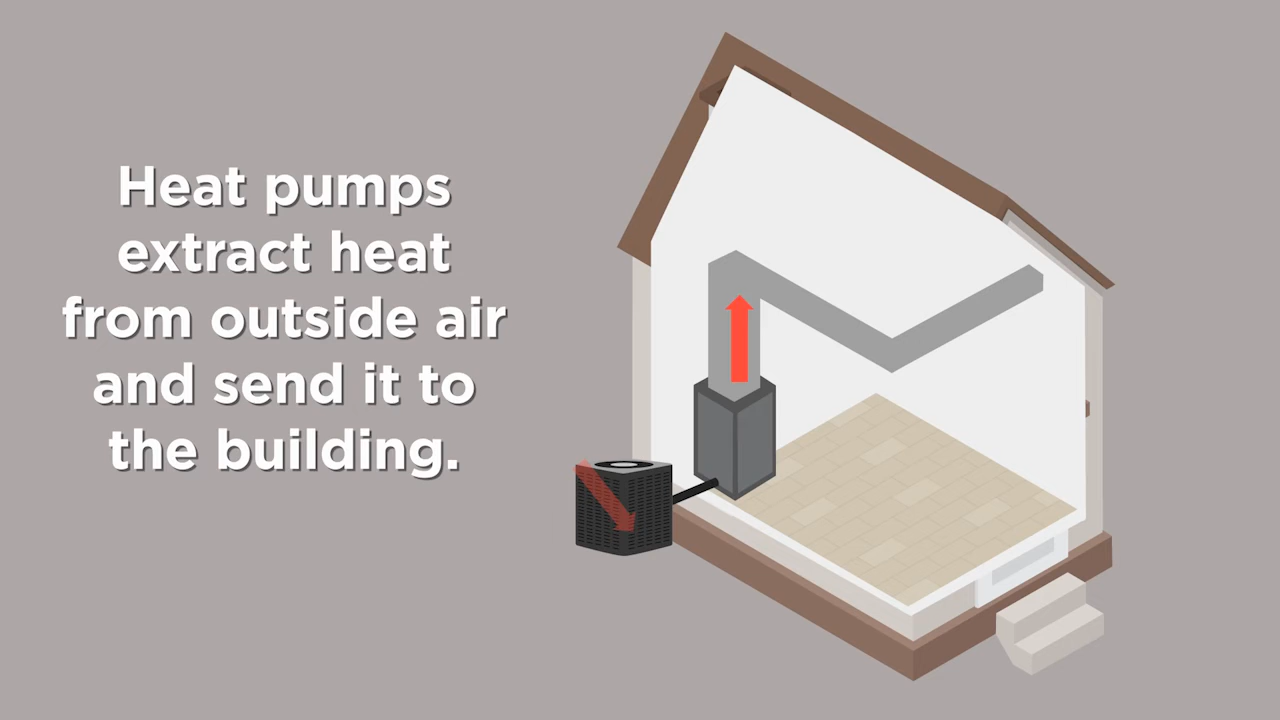 Heat pumps
extract heat
from outside air
and send it to
the building.